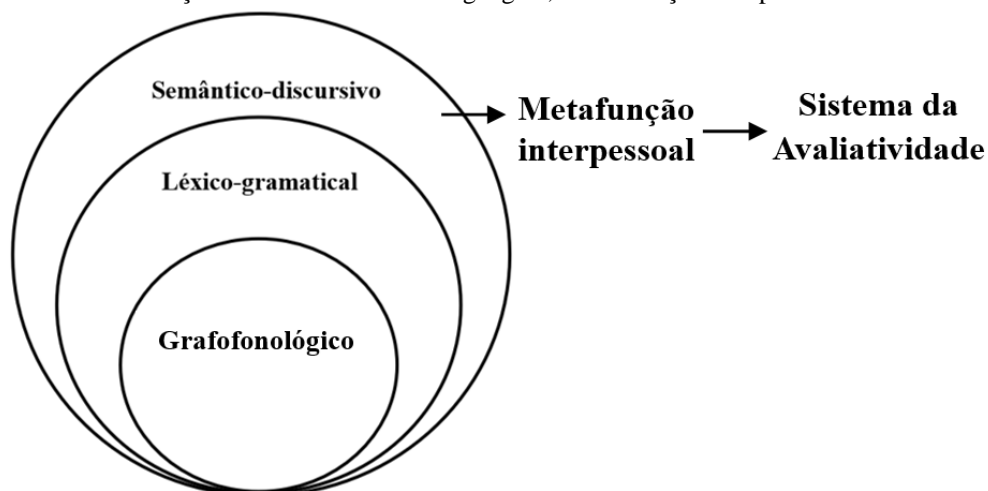 Semântico-discursivo
Metafunção
interpessoal
Sistema da
Avaliatividade
Léxico-gramatical
Grafofonológico